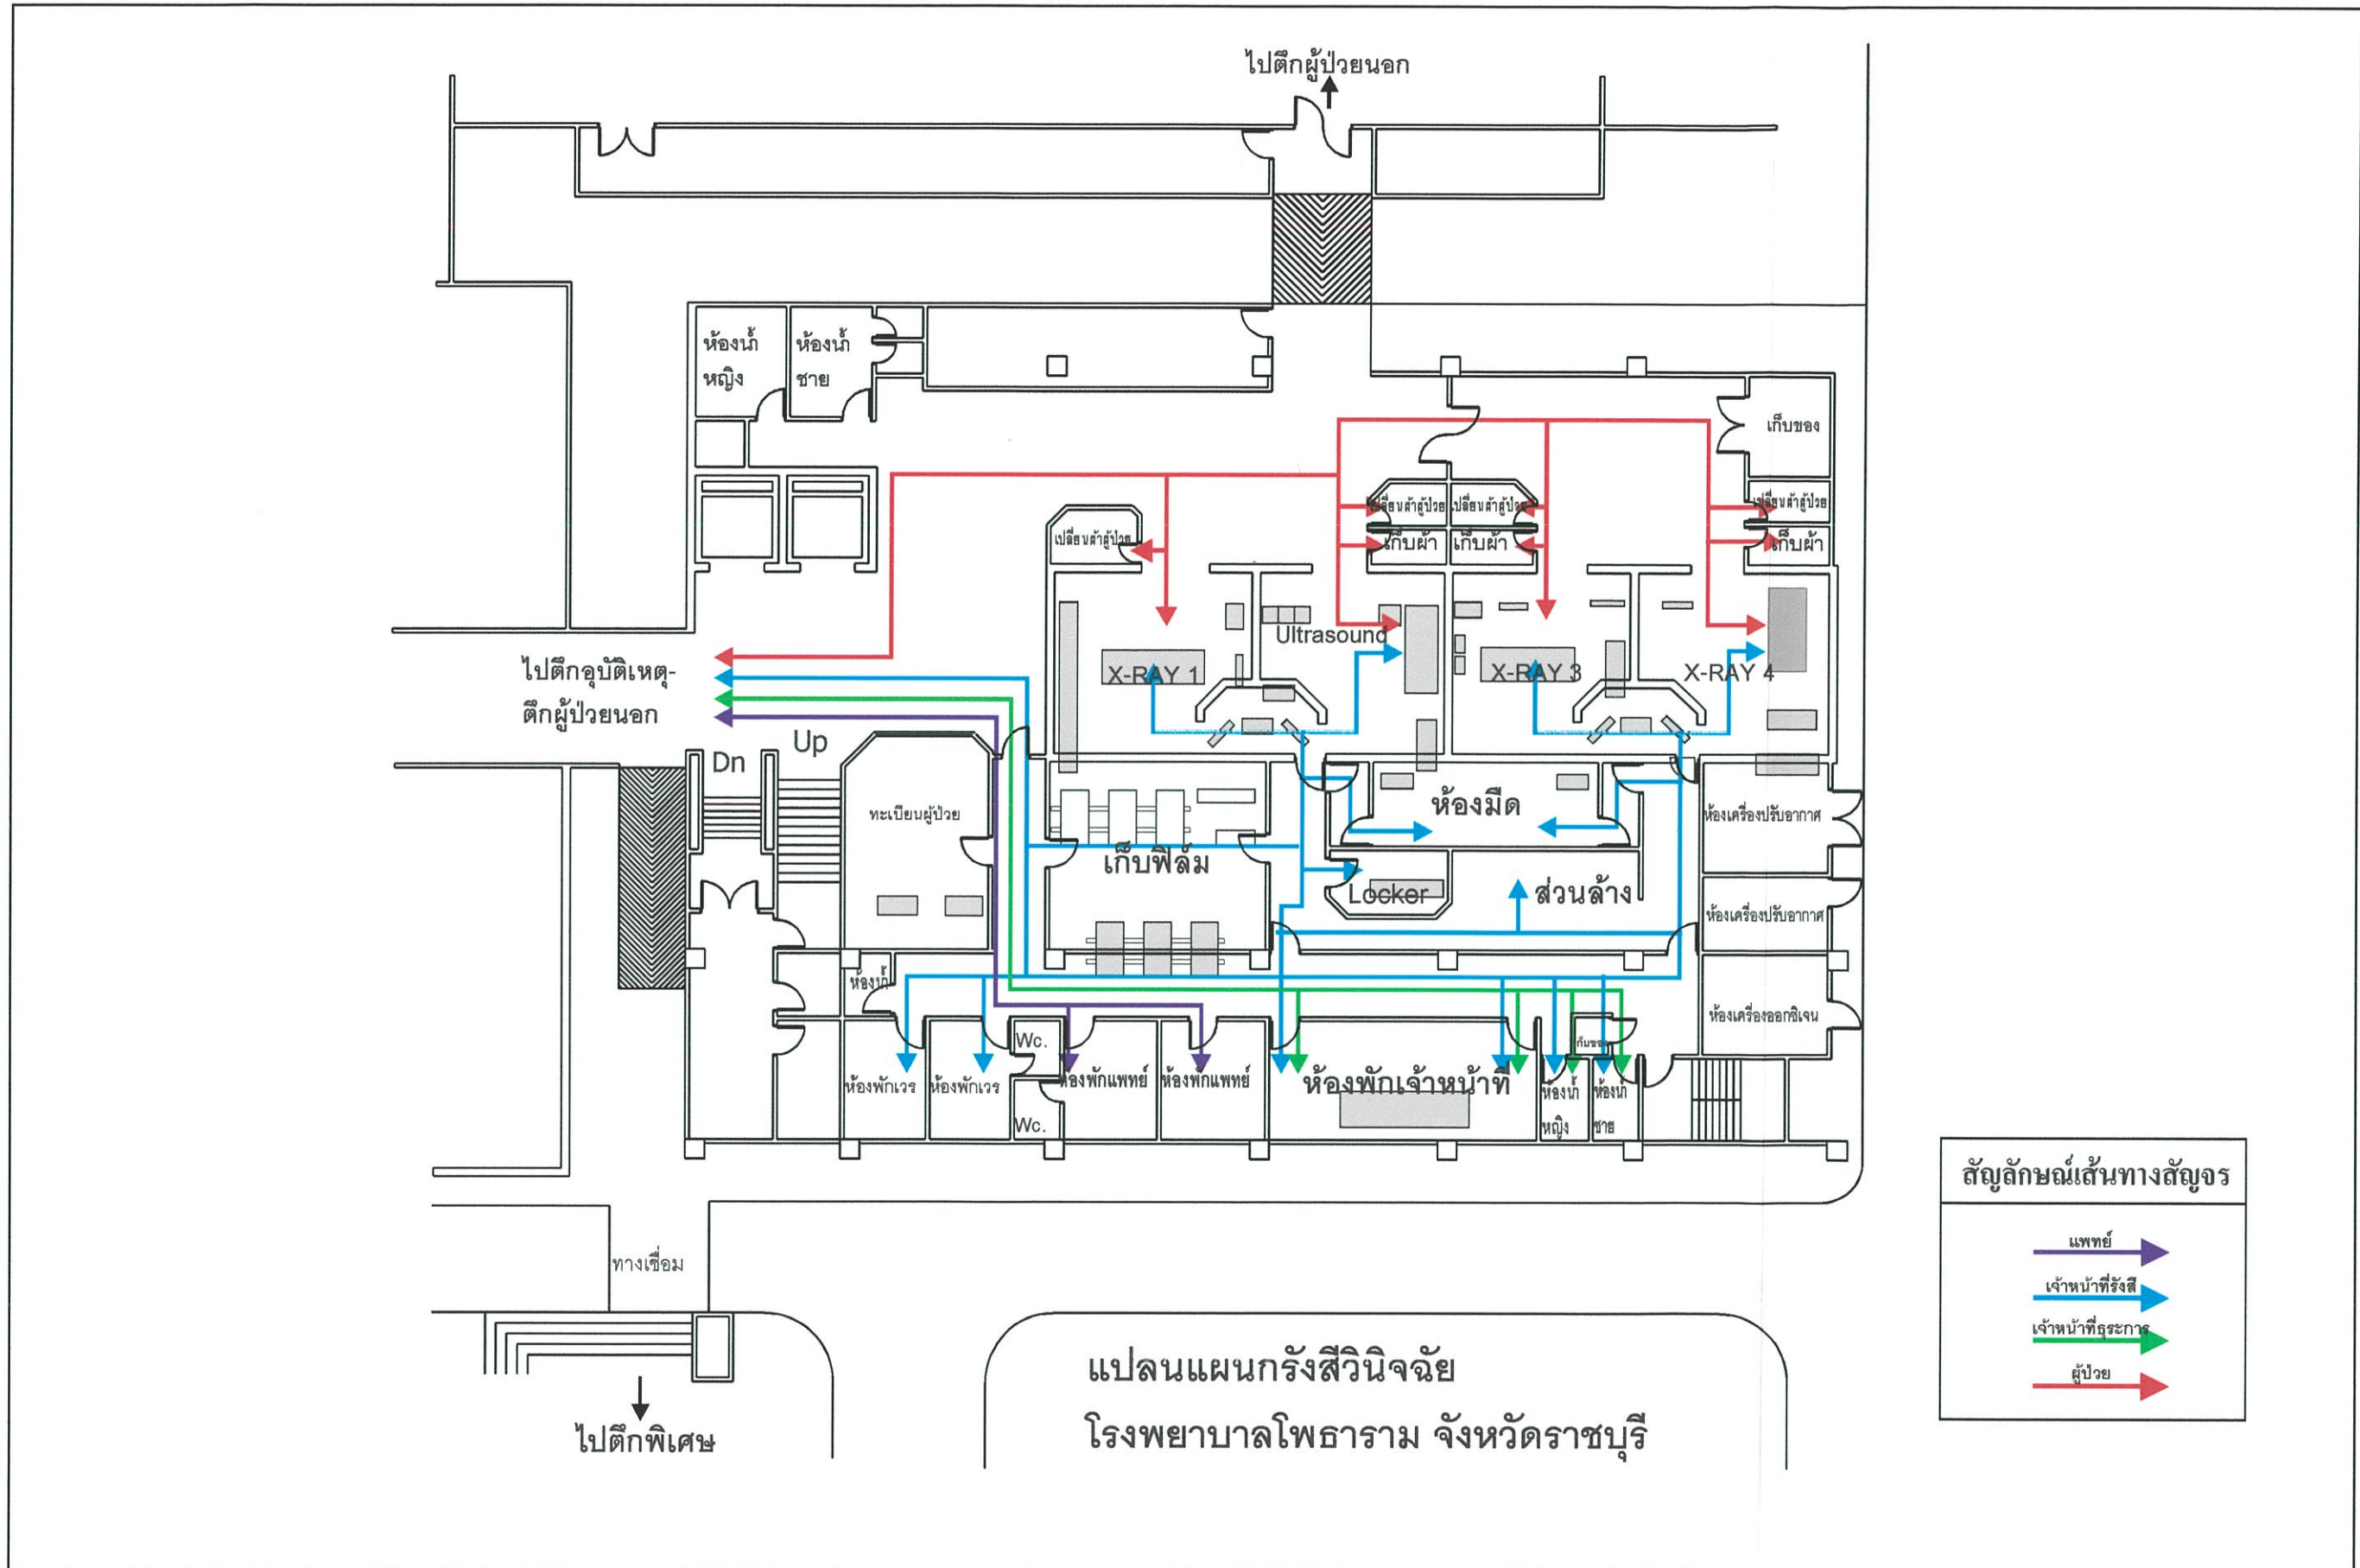 ไปตึกผู้ป่วยนอก
ห้องน้ำ
หญิง
ห้องน้ำ
ชาย
เก็บของ
เปลี่ยนผ้าผู้ป่วย
เปลี่ยนผ้าผู้ป่วย
เปลี่ยนผ้าผู้ป่วย
เปลี่ยนผ้าผู้ป่วย
เก็บผ้า
เก็บผ้า
เก็บผ้า
Ultrasound
X-RAY 1
X-RAY 3
X-RAY 4
ไปตึกอุบัติเหตุ-
ตึกผู้ป่วยนอก
Up
Dn
ทะเบียนผู้ป่วย
เก็บฟิล์ม
ห้องมืด
ห้องเครื่องปรับอากาศ
Locker
ส่วนล้าง
ห้องเครื่องปรับอากาศ
ห้องน้ำ
ห้องเครื่องออกซิเจน
Wc.
ห้องพักเวร
ห้องพักเวร
ห้องพักแพทย์
ห้องพักแพทย์
ห้องพักเจ้าหน้าที่
Wc.
ห้องน้ำ
หญิง
ห้องน้ำ
ชาย
ทางเชื่อม
ไปตึกพิเศษ
แปลนแผนกรังสีวินิจฉัย
โรงพยาบาลโพธาราม จังหวัดราชบุรี
สัญลักษณ์เส้นทางสัญจร
แพทย์
เจ้าหน้าที่รังสี
เจ้าหน้าที่ธุระการ
ผู้ป่วย